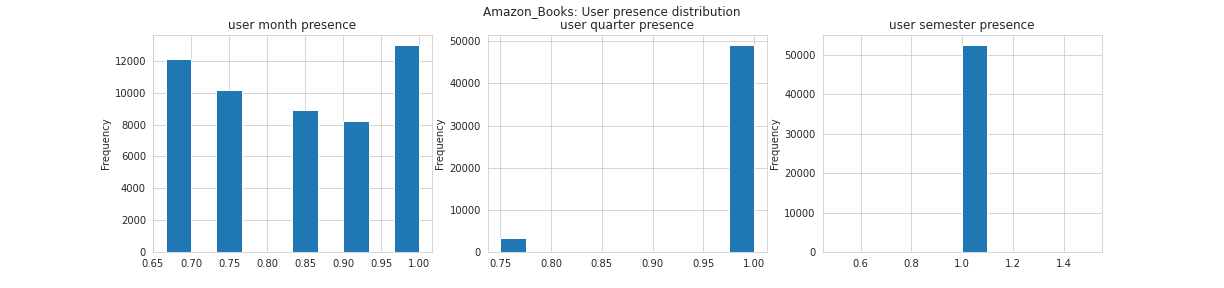 Amazon_Books: User presence distribution
user month presence
Frequency
12000
10000
8000
6000
4000
2000
0
0.65 0.70 0.75 0.80 0.85 0.90 0.95 1.00
user quarter presence
Frequency
50000
40000
30000
20000
10000
0
0.75 0.80 0.85 0.90 0.95 1.00
user semester presence
Frequency
50000
40000
30000
20000
10000
0
0.6 0.8 1.0 1.2 1.4